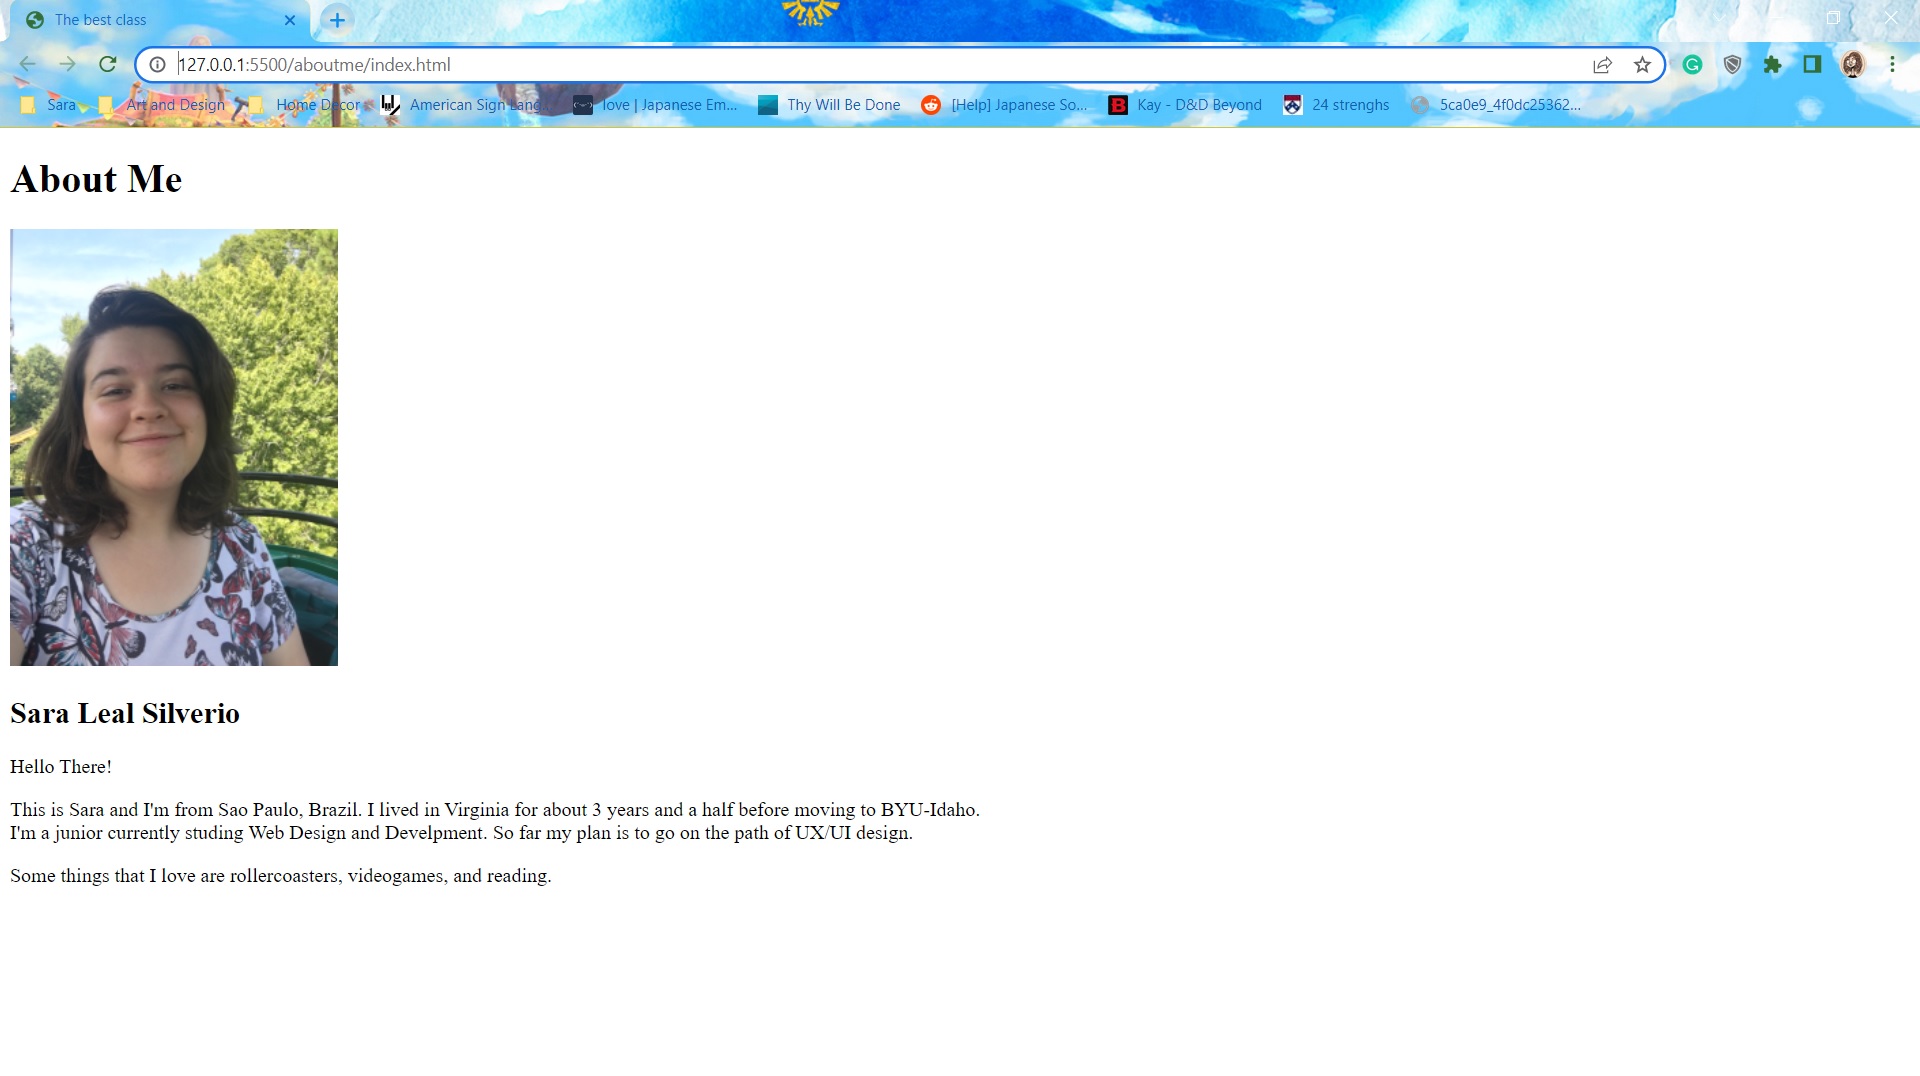 The best class
127.0.0.1:5500/aboutme/index.html
Sara
Art and Design
Home Decor
American Sign Lang
love | Japanese Em...
Thy Will Be Done
[Help] Japanese So...
Kay - D&D Beyond
24 strenghs
5ca0e9_4f0dc25362...
About Me
Sara Leal Silverio
Hello There!
This is Sara and I'm from Sao Paulo, Brazil. I lived in Virginia for about 3 years and a half before moving to BYU-Idaho.
I'm a junior currently studing Web Design and Develpment. So far my plan is to go on the path of UX/UI design.
Some things that I love are rollercoasters, videogames, and reading.